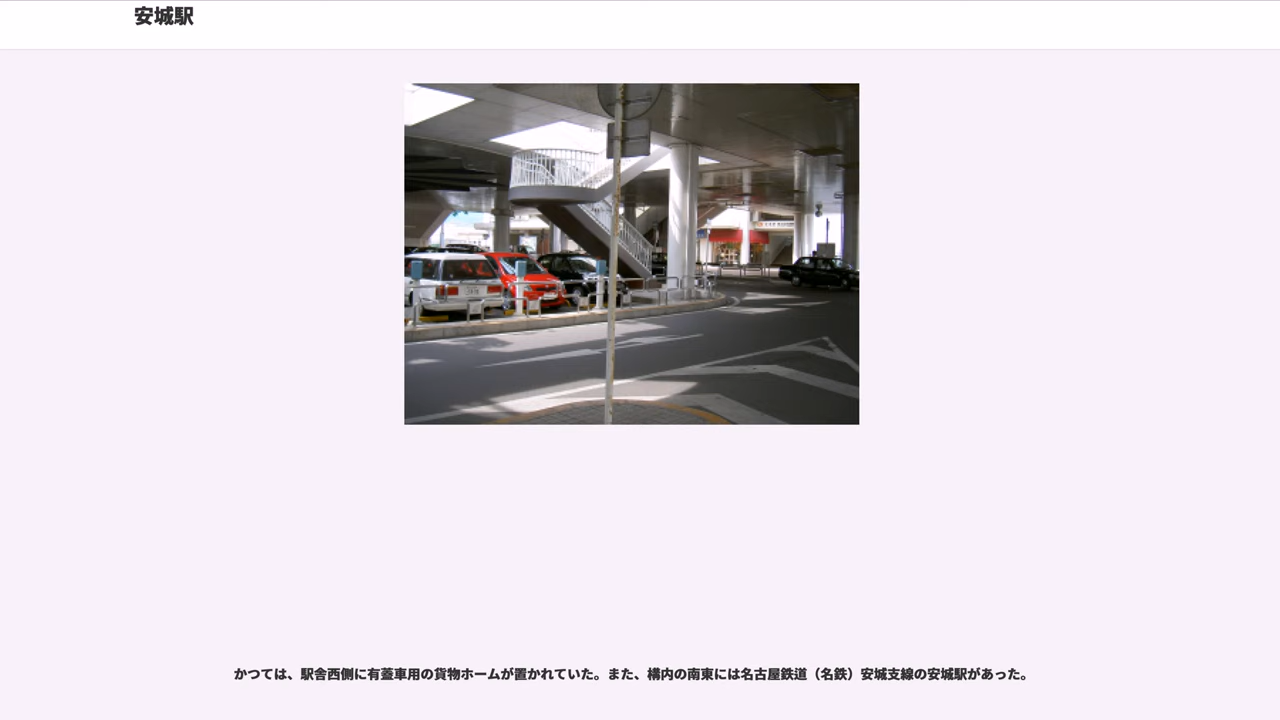 安城駅
かつては、駅舎西側に有蓋車用の貨物ホームが置かれていた。また、構内の南東には名古屋鉄道（名鉄）安城支線の安城駅があった。